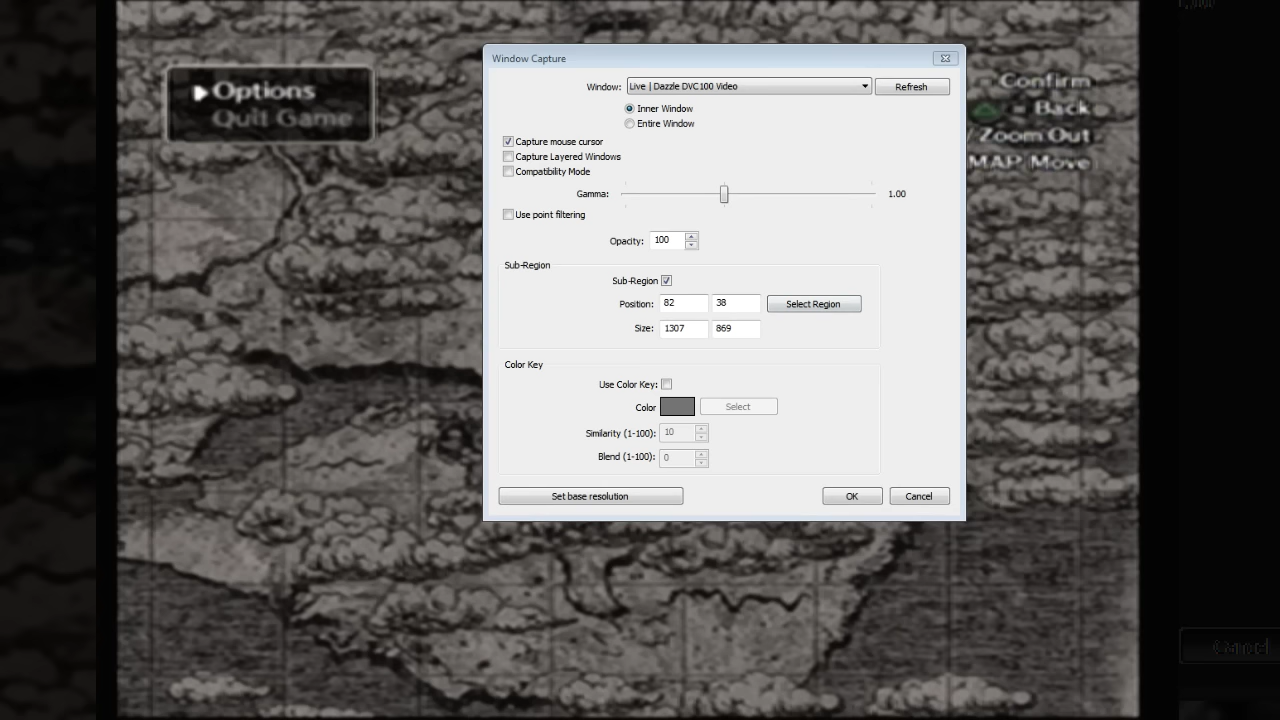 Window Capture
Window: Live | Dazzle DVC100 Video Refresh
Inner Window
Entire Window
Capture mouse cursor
Capture Layered Windows
Compatibility Mode
Gamma: 1.00
Use point filtering
Opacity: 100
Sub-Region
Sub-Region
Position: 82 38 Select Region
Size: 1307 869
Color Key
Use Color Key:
Color Select
Similarity (1-100): 10
Blend (1-100): 0
Set base resolution OK Cancel
Options
Quit Game
= Confirm
= Back
/ Zoom Out
MAP Move
Cancel